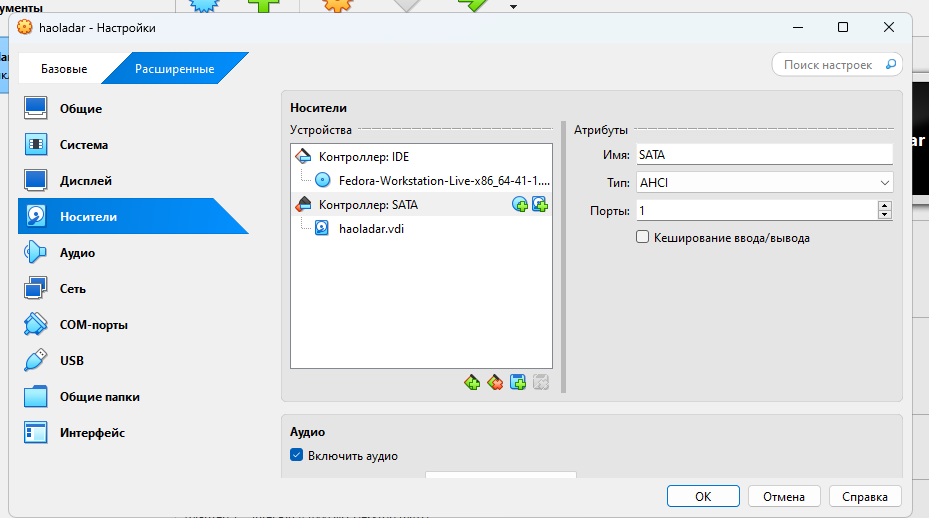 кументы
haoladar - Настройки
Базовые
Расширенные
Поиск настроек
Общие
Система
Дисплей
Носители
Аудио
Сеть
COM-порты
USB
Общие папки
Интерфейс
Носители
Устройства
Контроллер: IDE
Fedora-Workstation-Live-x86_64-41-1....
Контроллер: SATA
haoladar.vdi
Атрибуты
Имя: SATA
Тип: AHCI
Порты: 1
Кеширование ввода/вывода
ar
Аудио
Включить аудио
OK
Отмена
Справка